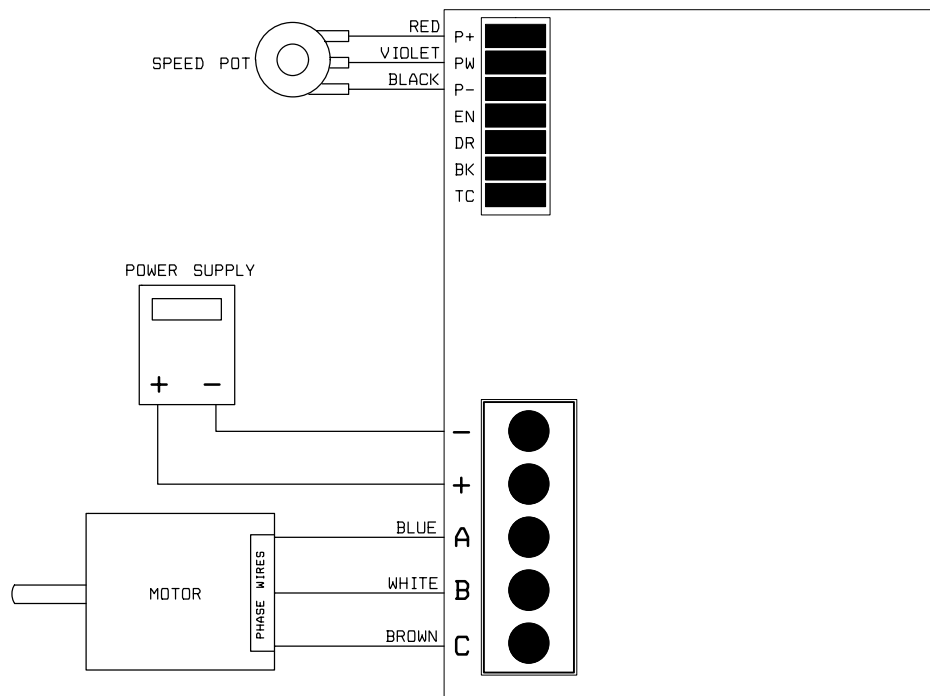 RED
P+
VIOLET
PW
SPEED POT
BLACK
P-
EN
DR
BK
TC
POWER SUPPLY
+ -
-
+
BLUE
A
MOTOR
PHASE WIRES
WHITE
B
BROWN
C